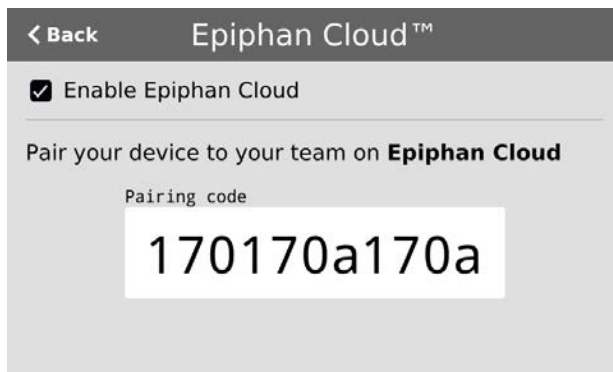 Back Epiphan Cloud™
Enable Epiphan Cloud
Pair your device to your team on Epiphan Cloud
Pairing code
170170a170a